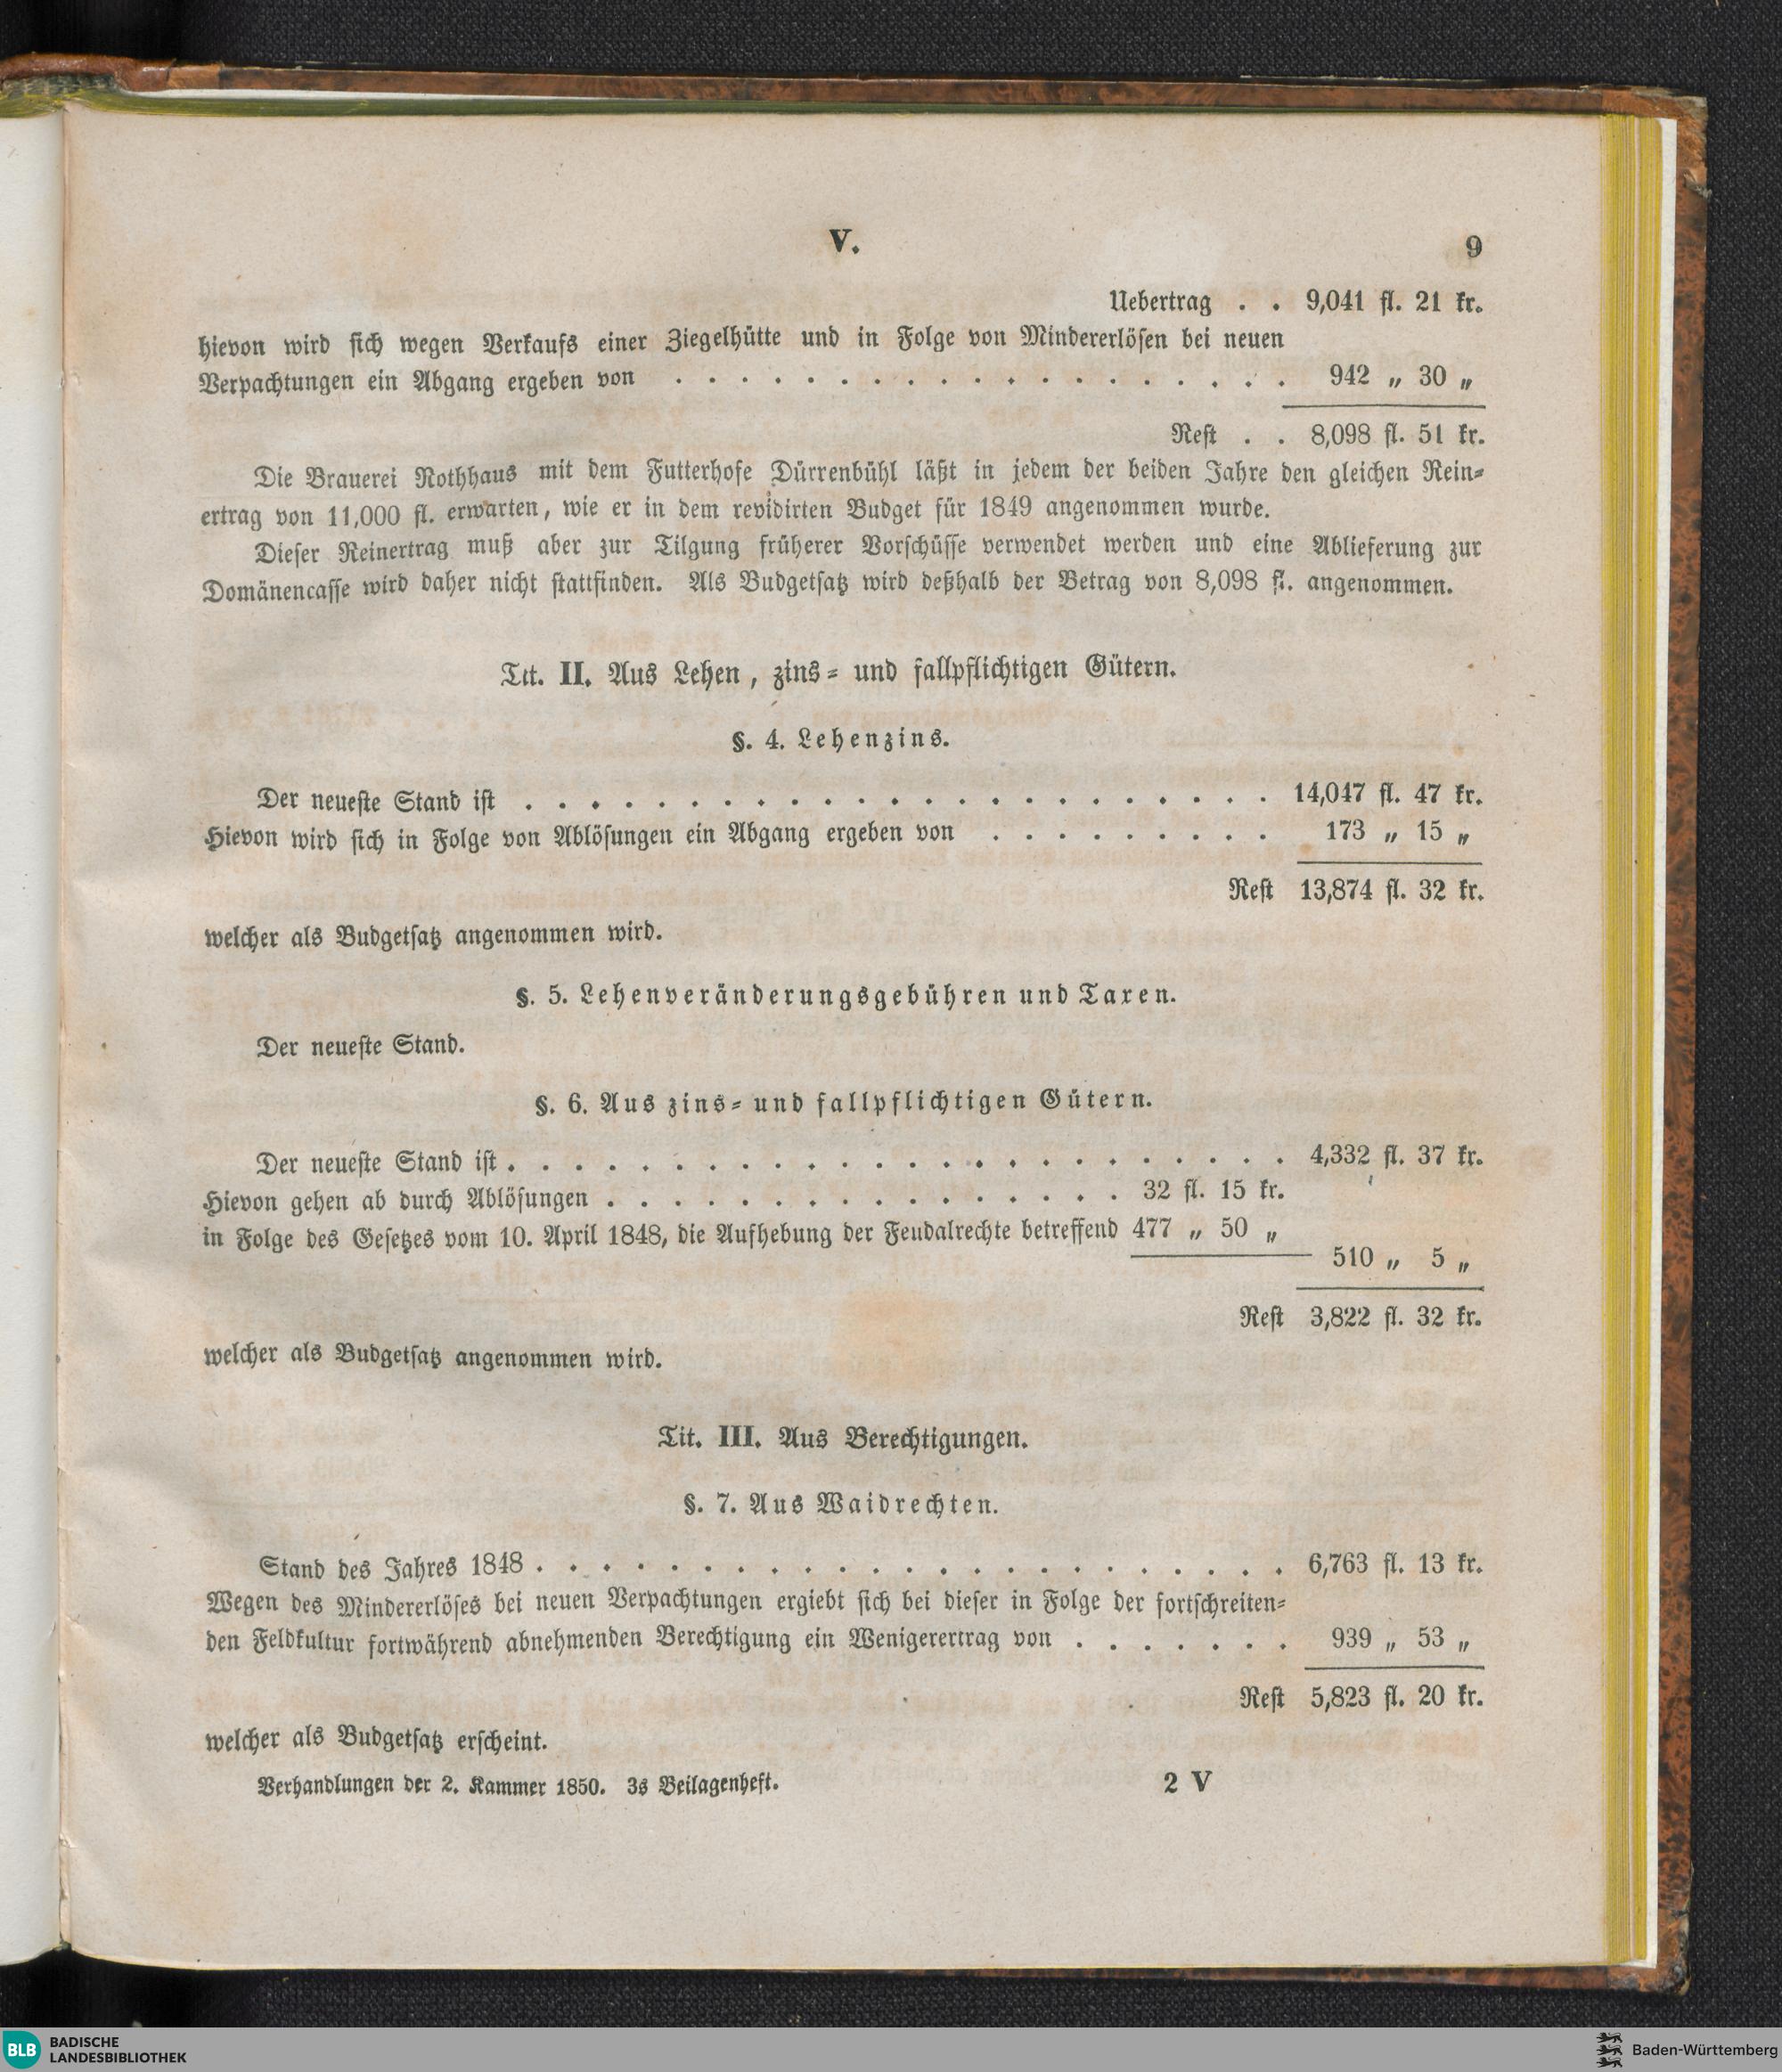 V.
9
Uebertrag . . 9,041 fl. 21 kr.
hievon wird sich wegen Verkaufs einer Ziegelhütte und in Folge von Mindererlösen bei neuen
Verpachtungen ein Abgang ergeben von . . . . . . . . . . . . . . . . . . . 942 „ 30 „
Rest . . 8,098 fl. 51 kr.
Die Brauerei Rothhaus mit dem Futterhofe Dürrenbühl läßt in jedem der beiden Jahre den gleichen Rein-
ertrag von 11,000 fl. erwarten, wie er in dem revidirten Budget für 1849 angenommen wurde.
Dieser Reinertrag muß aber zur Tilgung früherer Vorschüsse verwendet werden und eine Ablieferung zur
Domänencasse wird daher nicht stattfinden. Als Budgetsatz wird deßhalb der Betrag von 8,098 fl. angenommen.
Tit. II. Aus Lehen, zins- und fallpflichtigen Gütern.
§. 4. Lehenzins.
Der neueste Stand ist . . . . . . . . . . . . . . . . . . . . . . . 14,047 fl. 47 kr.
Hievon wird sich in Folge von Ablösungen ein Abgang ergeben von . . . . . . . . . 173 „ 15 „
Rest 13,874 fl. 32 kr.
welcher als Budgetsatz angenommen wird.
§. 5. Lehenveränderungsgebühren und Taxen.
Der neueste Stand.
§. 6. Aus zins- und fallpflichtigen Gütern.
Der neueste Stand ist . . . . . . . . . . . . . . . . . . . . . . . . 4,332 fl. 37 kr.
Hievon gehen ab durch Ablösungen . . . . . . . . . . . . . . . . 32 fl. 15 kr.
in Folge des Gesetzes vom 10. April 1848, die Aufhebung der Feudalrechte betreffend 477 „ 50 „
510 „ 5 „
Rest 3,822 fl. 32 kr.
welcher als Budgetsatz angenommen wird.
Tit. III. Aus Berechtigungen.
§. 7. Aus Waidrechten.
Stand des Jahres 1848 . . . . . . . . . . . . . . . . . . . . . . . 6,763 fl. 13 kr.
Wegen des Mindererlöses bei neuen Verpachtungen ergiebt sich bei dieser in Folge der fortschreiten-
den Feldkultur fortwährend abnehmenden Berechtigung ein Wenigerertrag von . . . . . . . 939 „ 53 „
Rest 5,823 fl. 20 kr.
welcher als Budgetsatz erscheint.
Verhandlungen der 2. Kammer 1850. 3s Beilagenheft. 2 V
BLB BADISCHE
LANDESBIBLIOTHEK
Baden-Württemberg